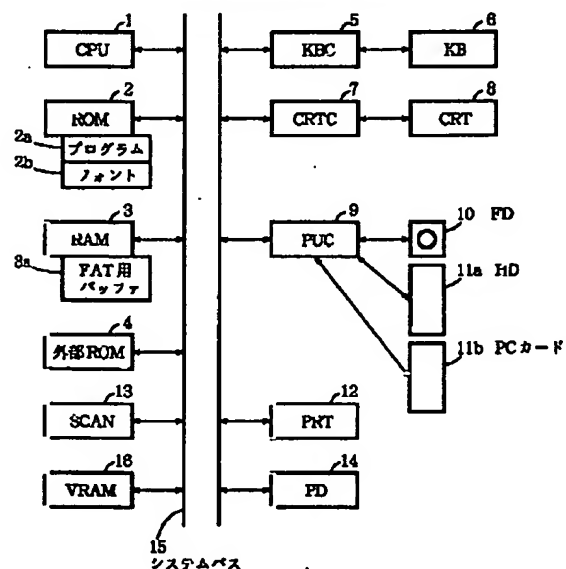 1
CPU
5
KBC
6
KB
2
ROM
2a
プログラム
2b
フォント
7
CRTC
8
CRT
3
RAM
3a
FAT用
バッファ
9
PUC
10 FD
11a HD
11b PCカード
4
外部ROM
13
SCAN
12
PRT
16
VRAM
14
PD
15
システムバス